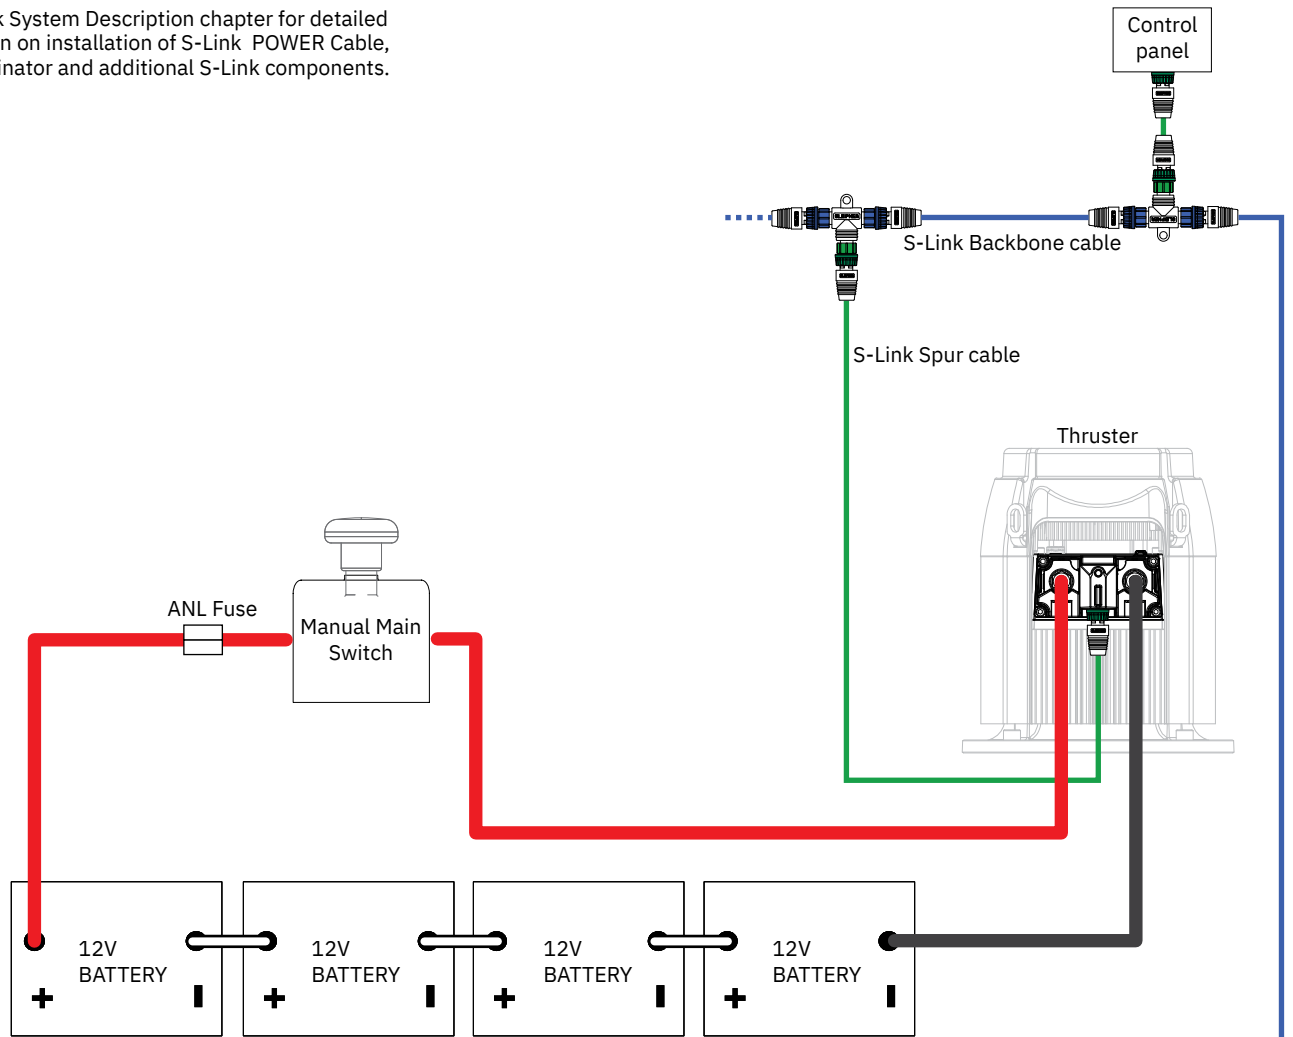 System Description chapter for detailed
on installation of S-Link POWER Cable,
and additional S-Link components.
Control
panel
S-Link Backbone cable
S-Link Spur cable
Thruster
ANL Fuse
Manual Main
Switch
12V
BATTERY
+ -
12V
BATTERY
+ -
12V
BATTERY
+ -
12V
BATTERY
+ -